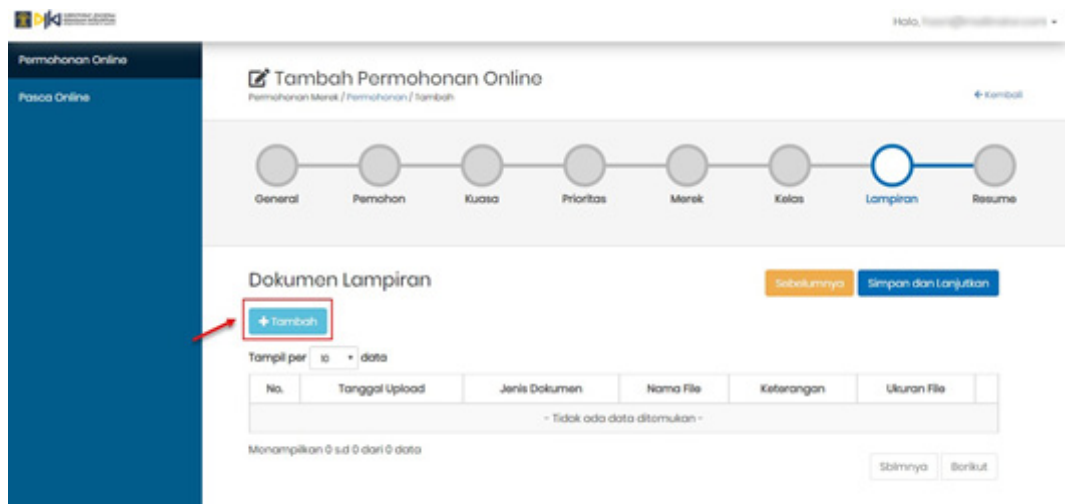 Halo,
Permohonan Online
Pasca Online
Tambah Permohonan Online
Permohonan Merek / Permohonan / Tambah
Kembali
General
Pemohon
Kuasa
Prioritas
Merek
Kelas
Lampiran
Resume
Dokumen Lampiran
Sebelumnya
Simpan dan Lanjutkan
+ Tambah
Tampil per 10 data
No. Tanggal Upload Jenis Dokumen Nama File Keterangan Ukuran File
- Tidak ada data ditemukan -
Menampilkan 0 s.d 0 dari 0 data
Sblmnya Berikut